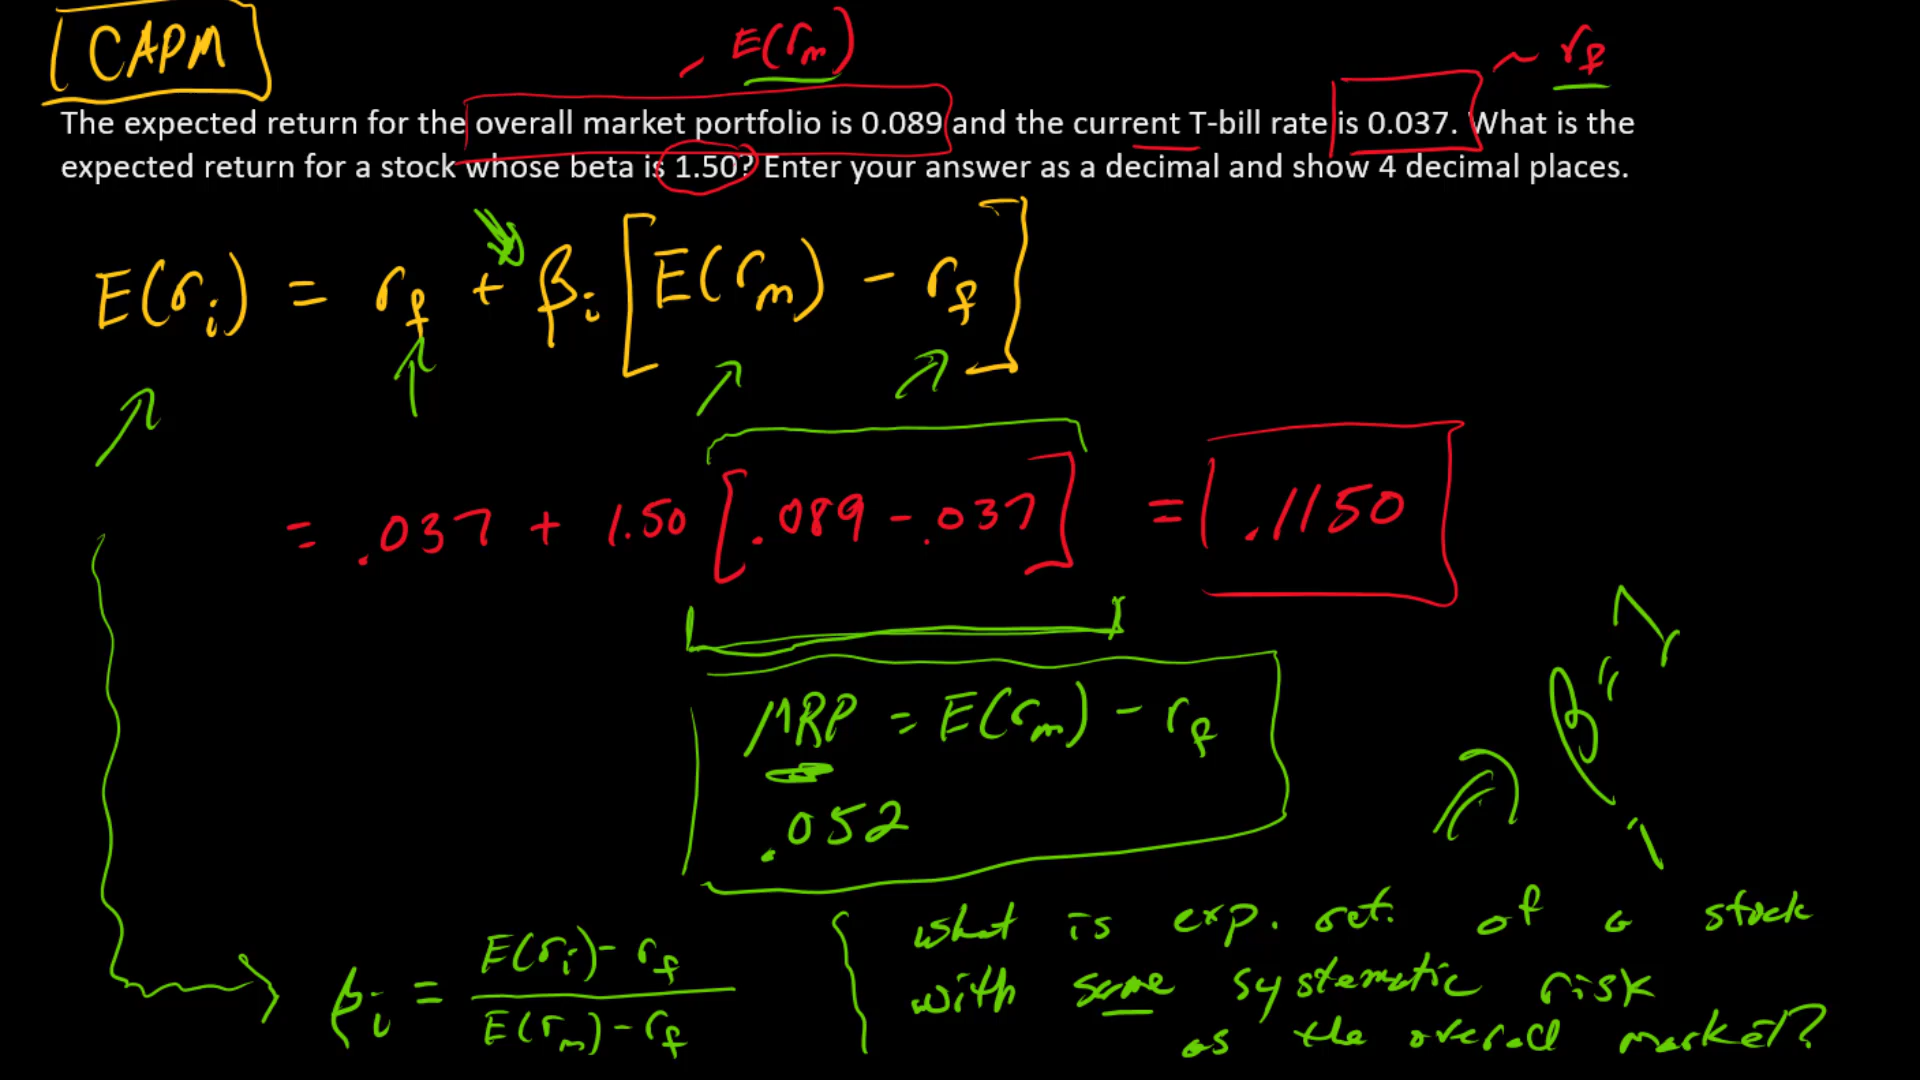 CAPM
E(rm)
~ rf
The expected return for the overall market portfolio is 0.089 and the current T-bill rate is 0.037. What is the
expected return for a stock whose beta is 1.50? Enter your answer as a decimal and show 4 decimal places.
E(ri) = rf + βi [E(rm) - rf]
= .037 + 1.50 [.089 - .037] = .1150
MRP = E(rm) - rf
.052
"β"
βi = E(ri) - rf
E(rm) - rf
what is exp. ret. of a stock
with same systematic risk
as the overall market?